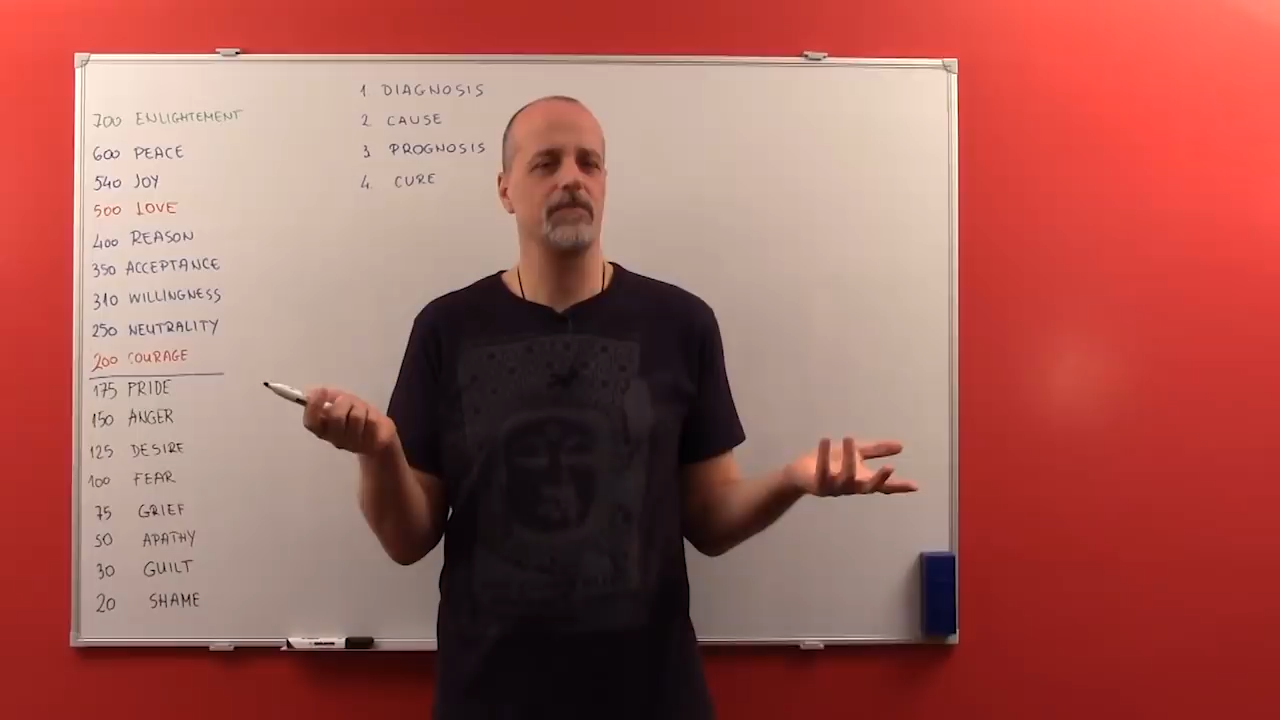 700 ENLIGHTEMENT
600 PEACE
540 JOY
500 LOVE
400 REASON
350 ACCEPTANCE
310 WILLINGNESS
250 NEUTRALITY
200 COURAGE
175 PRIDE
150 ANGER
125 DESIRE
100 FEAR
75 GRIEF
50 APATHY
30 GUILT
20 SHAME
1. DIAGNOSIS
2 CAUSE
3 PROGNOSIS
4. CURE